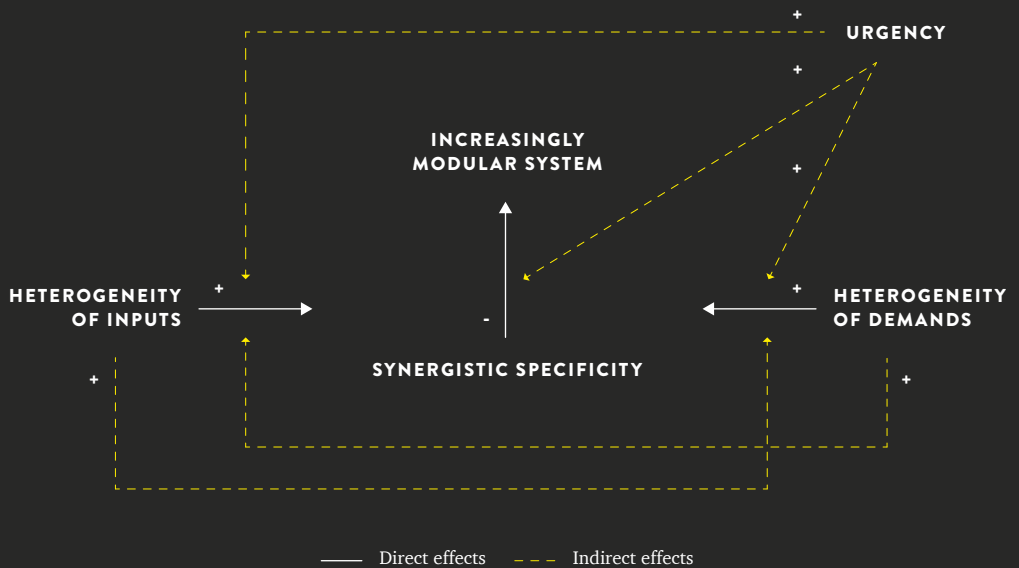 +
URGENCY
+
INCREASINGLY
MODULAR SYSTEM
+
HETEROGENEITY
OF INPUTS
+
+
HETEROGENEITY
OF DEMANDS
-
SYNERGISTIC SPECIFICITY
+
+
Direct effects
Indirect effects